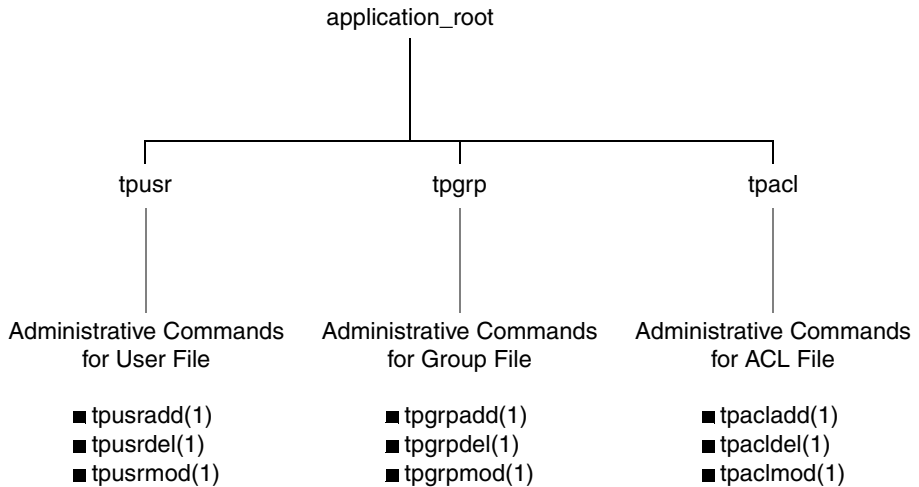 application_root
tpusr
tpgrp
tpacl
Administrative Commands
for User File
Administrative Commands
for Group File
Administrative Commands
for ACL File
■ tpusradd(1)
■ tpusrdel(1)
■ tpusrmod(1)
■ tpgrpadd(1)
■ tpgrpdel(1)
■ tpgrpmod(1)
■ tpacladd(1)
■ tpacldel(1)
■ tpaclmod(1)